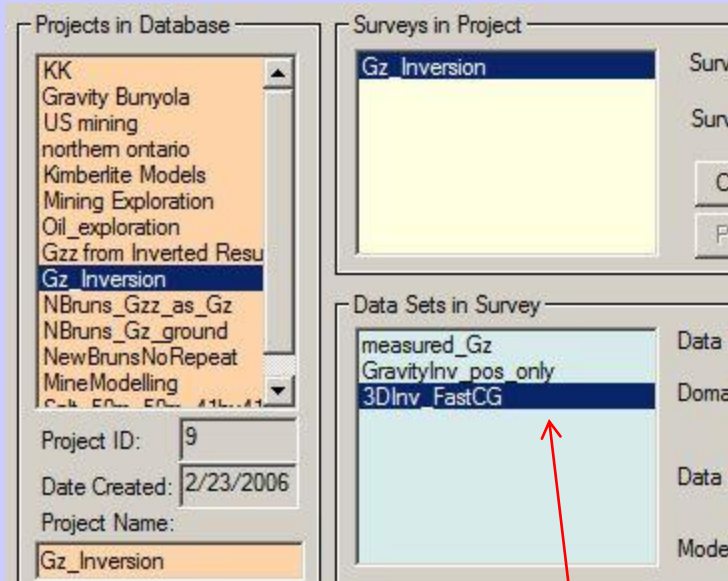 Projects in Database
KK
Gravity Bunyola
US mining
northern ontario
Kimberlite Models
Mining Exploration
Oil_exploration
Gzz from Inverted Resu
Gz_Inversion
NBruns_Gzz_as_Gz
NBruns_Gz_ground
NewBrunsNoRepeat
MineModelling
Project ID: 9
Date Created: 2/23/2006
Project Name:
Gz_Inversion
Surveys in Project
Gz_Inversion
Surv
Surv
Data Sets in Survey
measured_Gz
GravityInv_pos_only
3DInv_FastCG
Data
Doma
Data
Mode